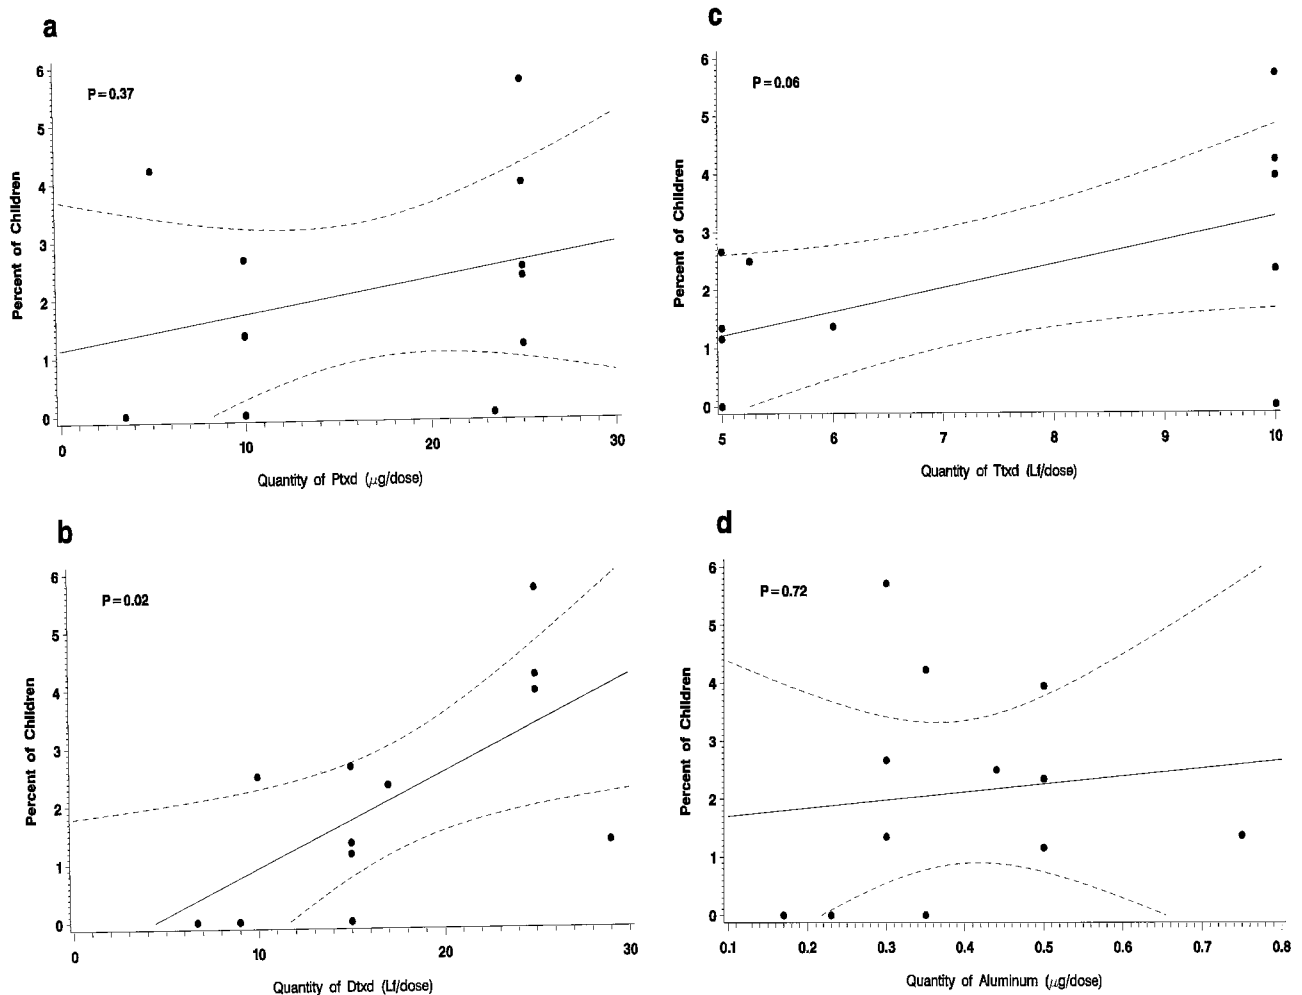 a
P=0.37
Percent of Children
6
5
4
3
2
1
0
0 10 20 30
Quantity of Ptxd (μg/dose)
c
P=0.06
Percent of Children
6
5
4
3
2
1
0
5 6 7 8 9 10
Quantity of Ttxd (Lf/dose)
b
P=0.02
Percent of Children
6
5
4
3
2
1
0
0 10 20 30
Quantity of Dtxd (Lf/dose)
d
P=0.72
Percent of Children
6
5
4
3
2
1
0
0.1 0.2 0.3 0.4 0.5 0.6 0.7 0.8
Quantity of Aluminum (μg/dose)